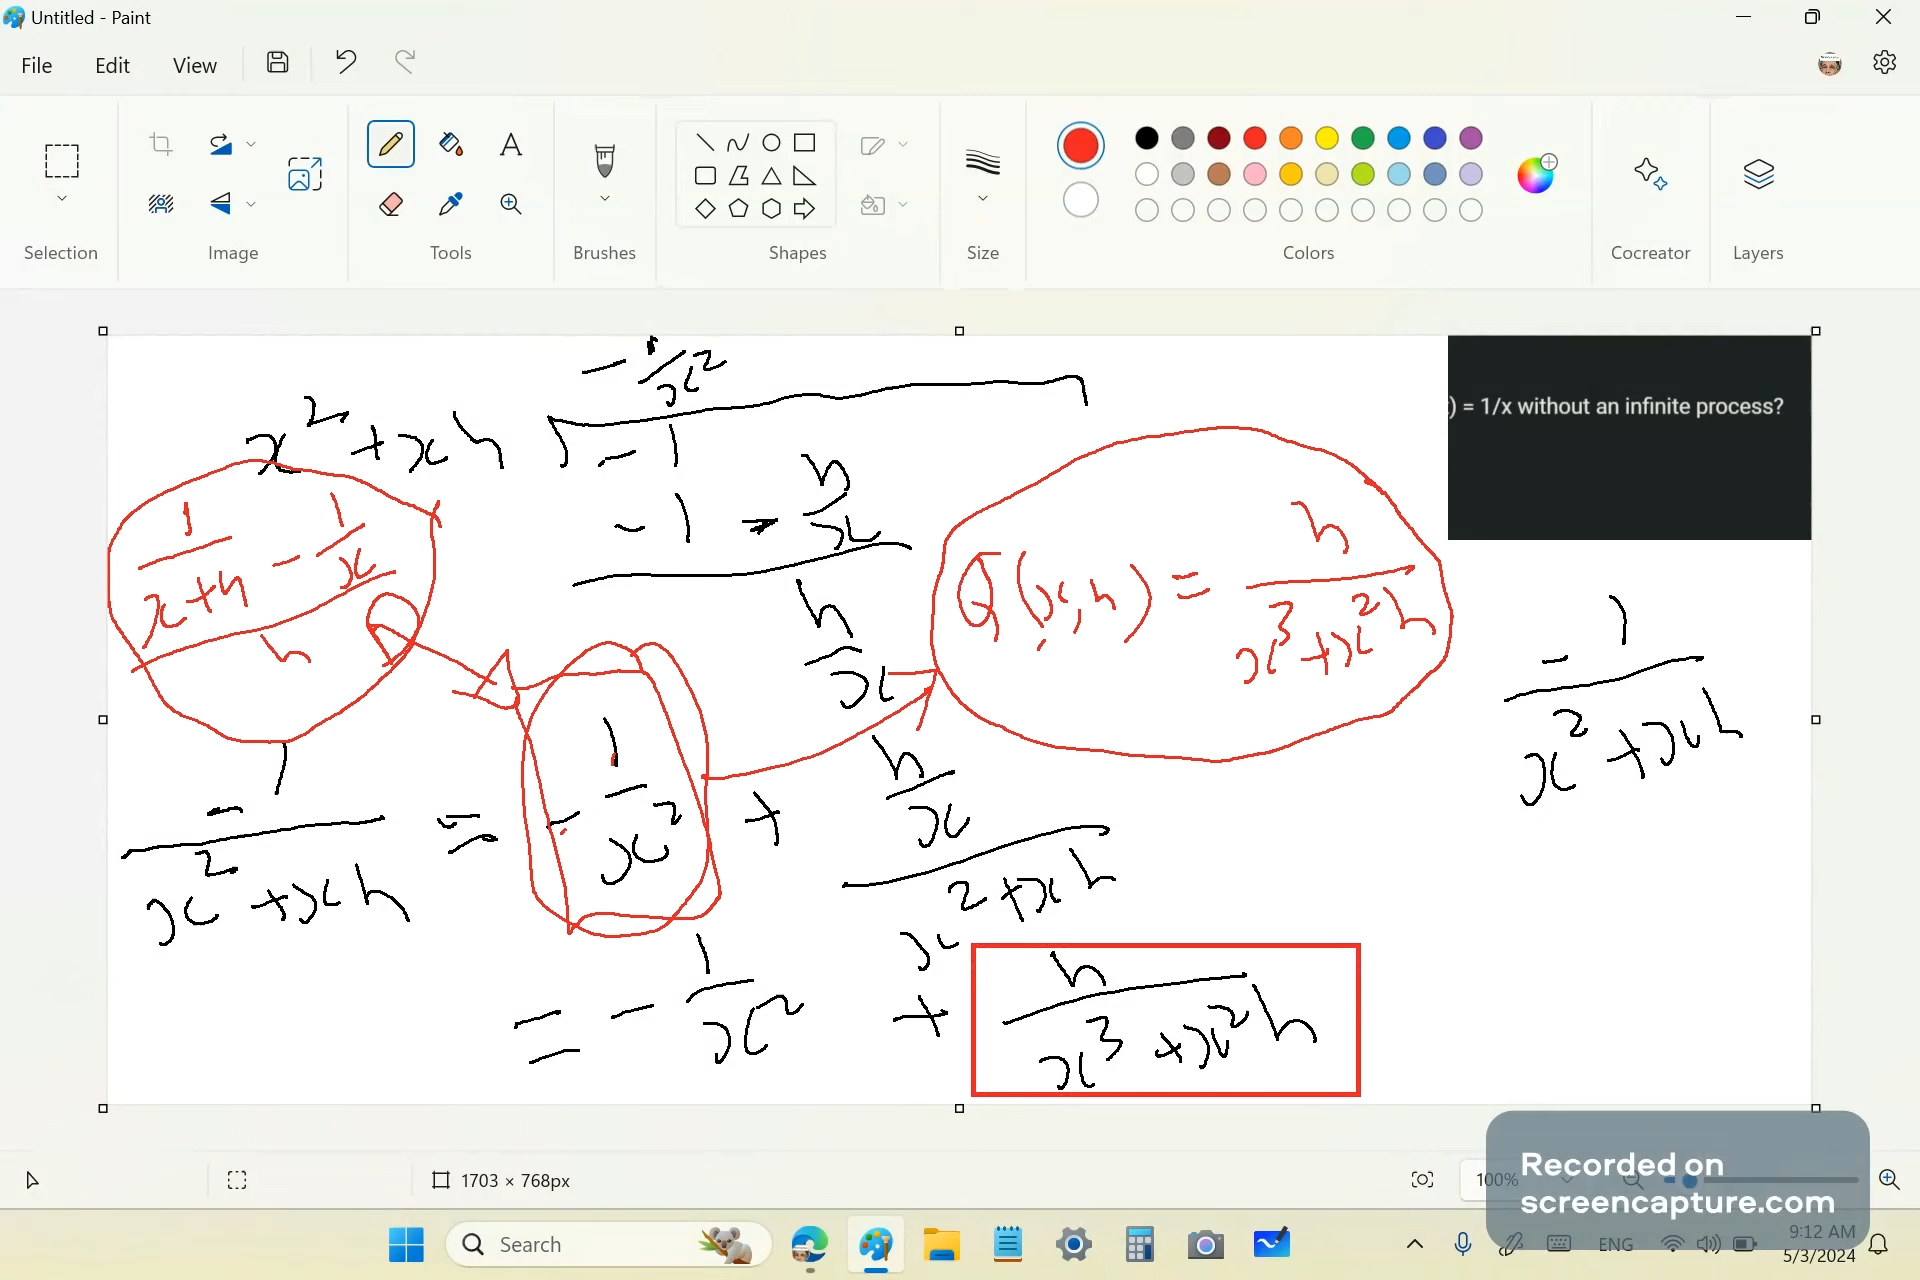 Untitled - Paint
File Edit View
Selection Image Tools Brushes Shapes Size Colors Cocreator Layers
) = 1/x without an infinite process?
- 1/x²
x² + xh
- 1
- 1 - h/x
h/x
(1/(x+h) - 1/x)/h
Q(x,h) = h/(x³+x²h)
-1/(x²+xh)
-1/(x²+xh) = -1/x² + (h/x)/(x²+xh)
= -1/x² + h/(x³+x²h)
1703 × 768px
100%
Recorded on
screencapture.com
Search
ENG
9:12 AM
5/3/2024